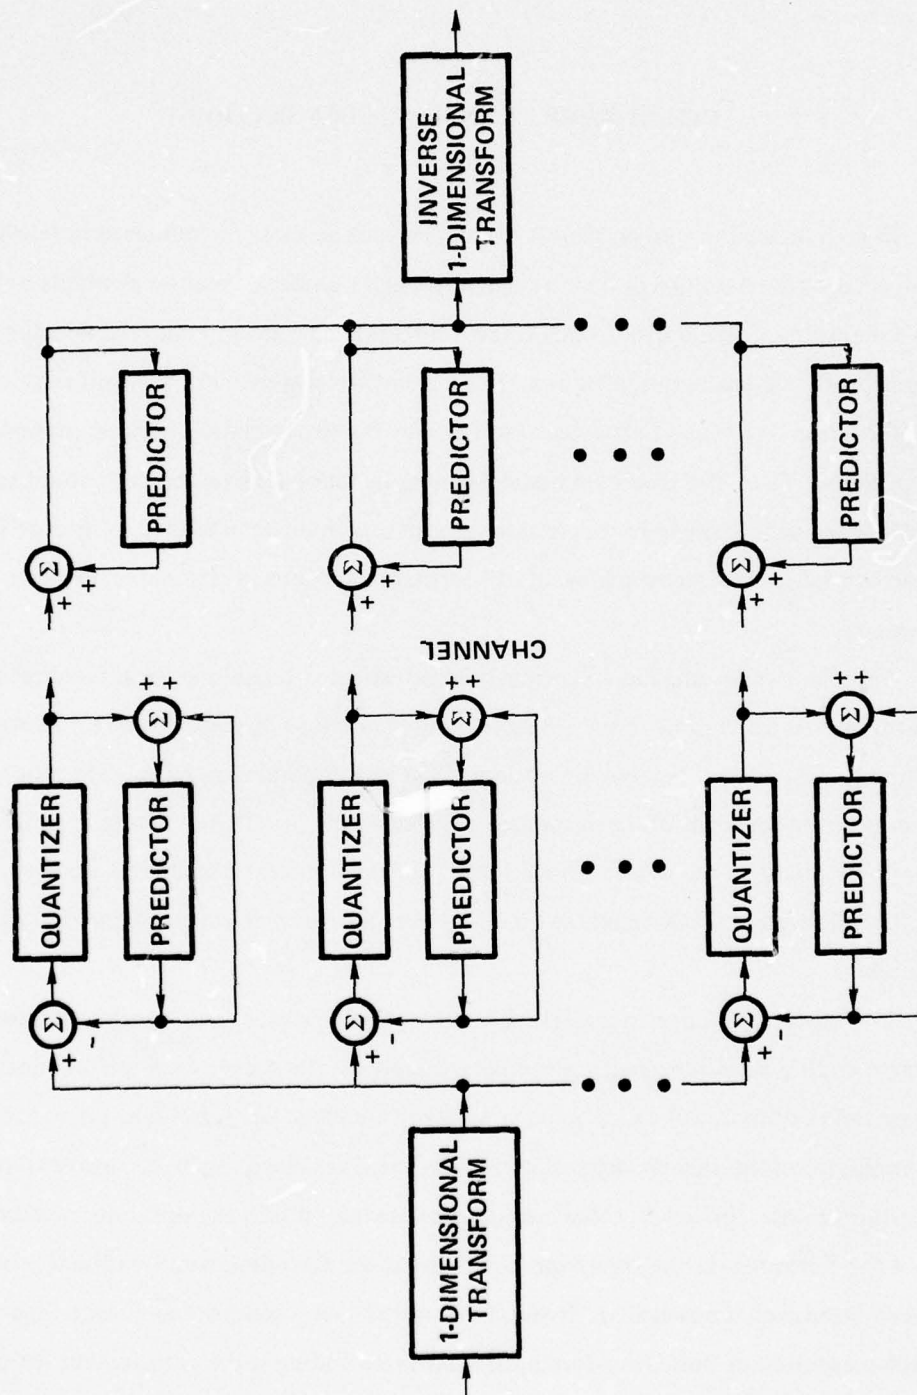 1-DIMENSIONAL
TRANSFORM
+
-
Σ
QUANTIZER
PREDICTOR
Σ
+
+
+
-
Σ
QUANTIZER
PREDICTOR
Σ
+
+
+
-
Σ
QUANTIZER
PREDICTOR
Σ
+
+
CHANNEL
+
+
Σ
PREDICTOR
+
+
Σ
PREDICTOR
+
+
Σ
PREDICTOR
INVERSE
1-DIMENSIONAL
TRANSFORM